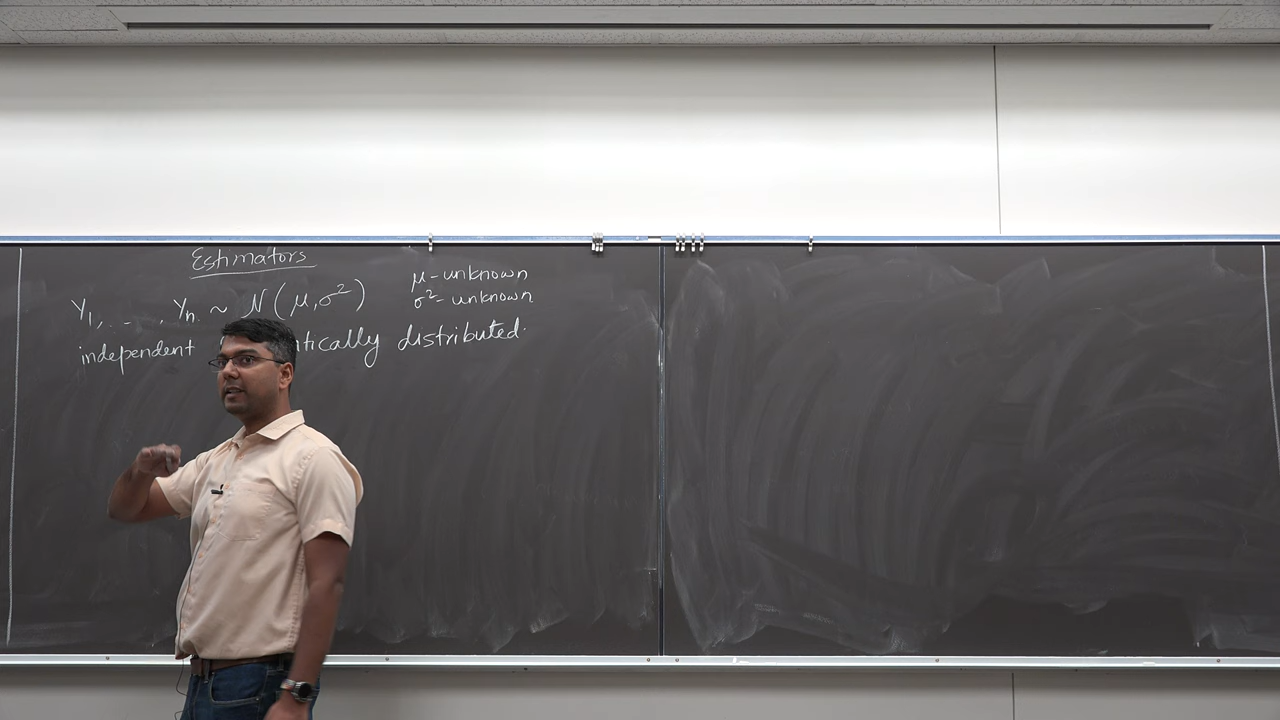 Estimators
Y1, ..., Yn. ~ N(μ, σ²)
μ-unknown
σ²-unknown
independent tically distributed.